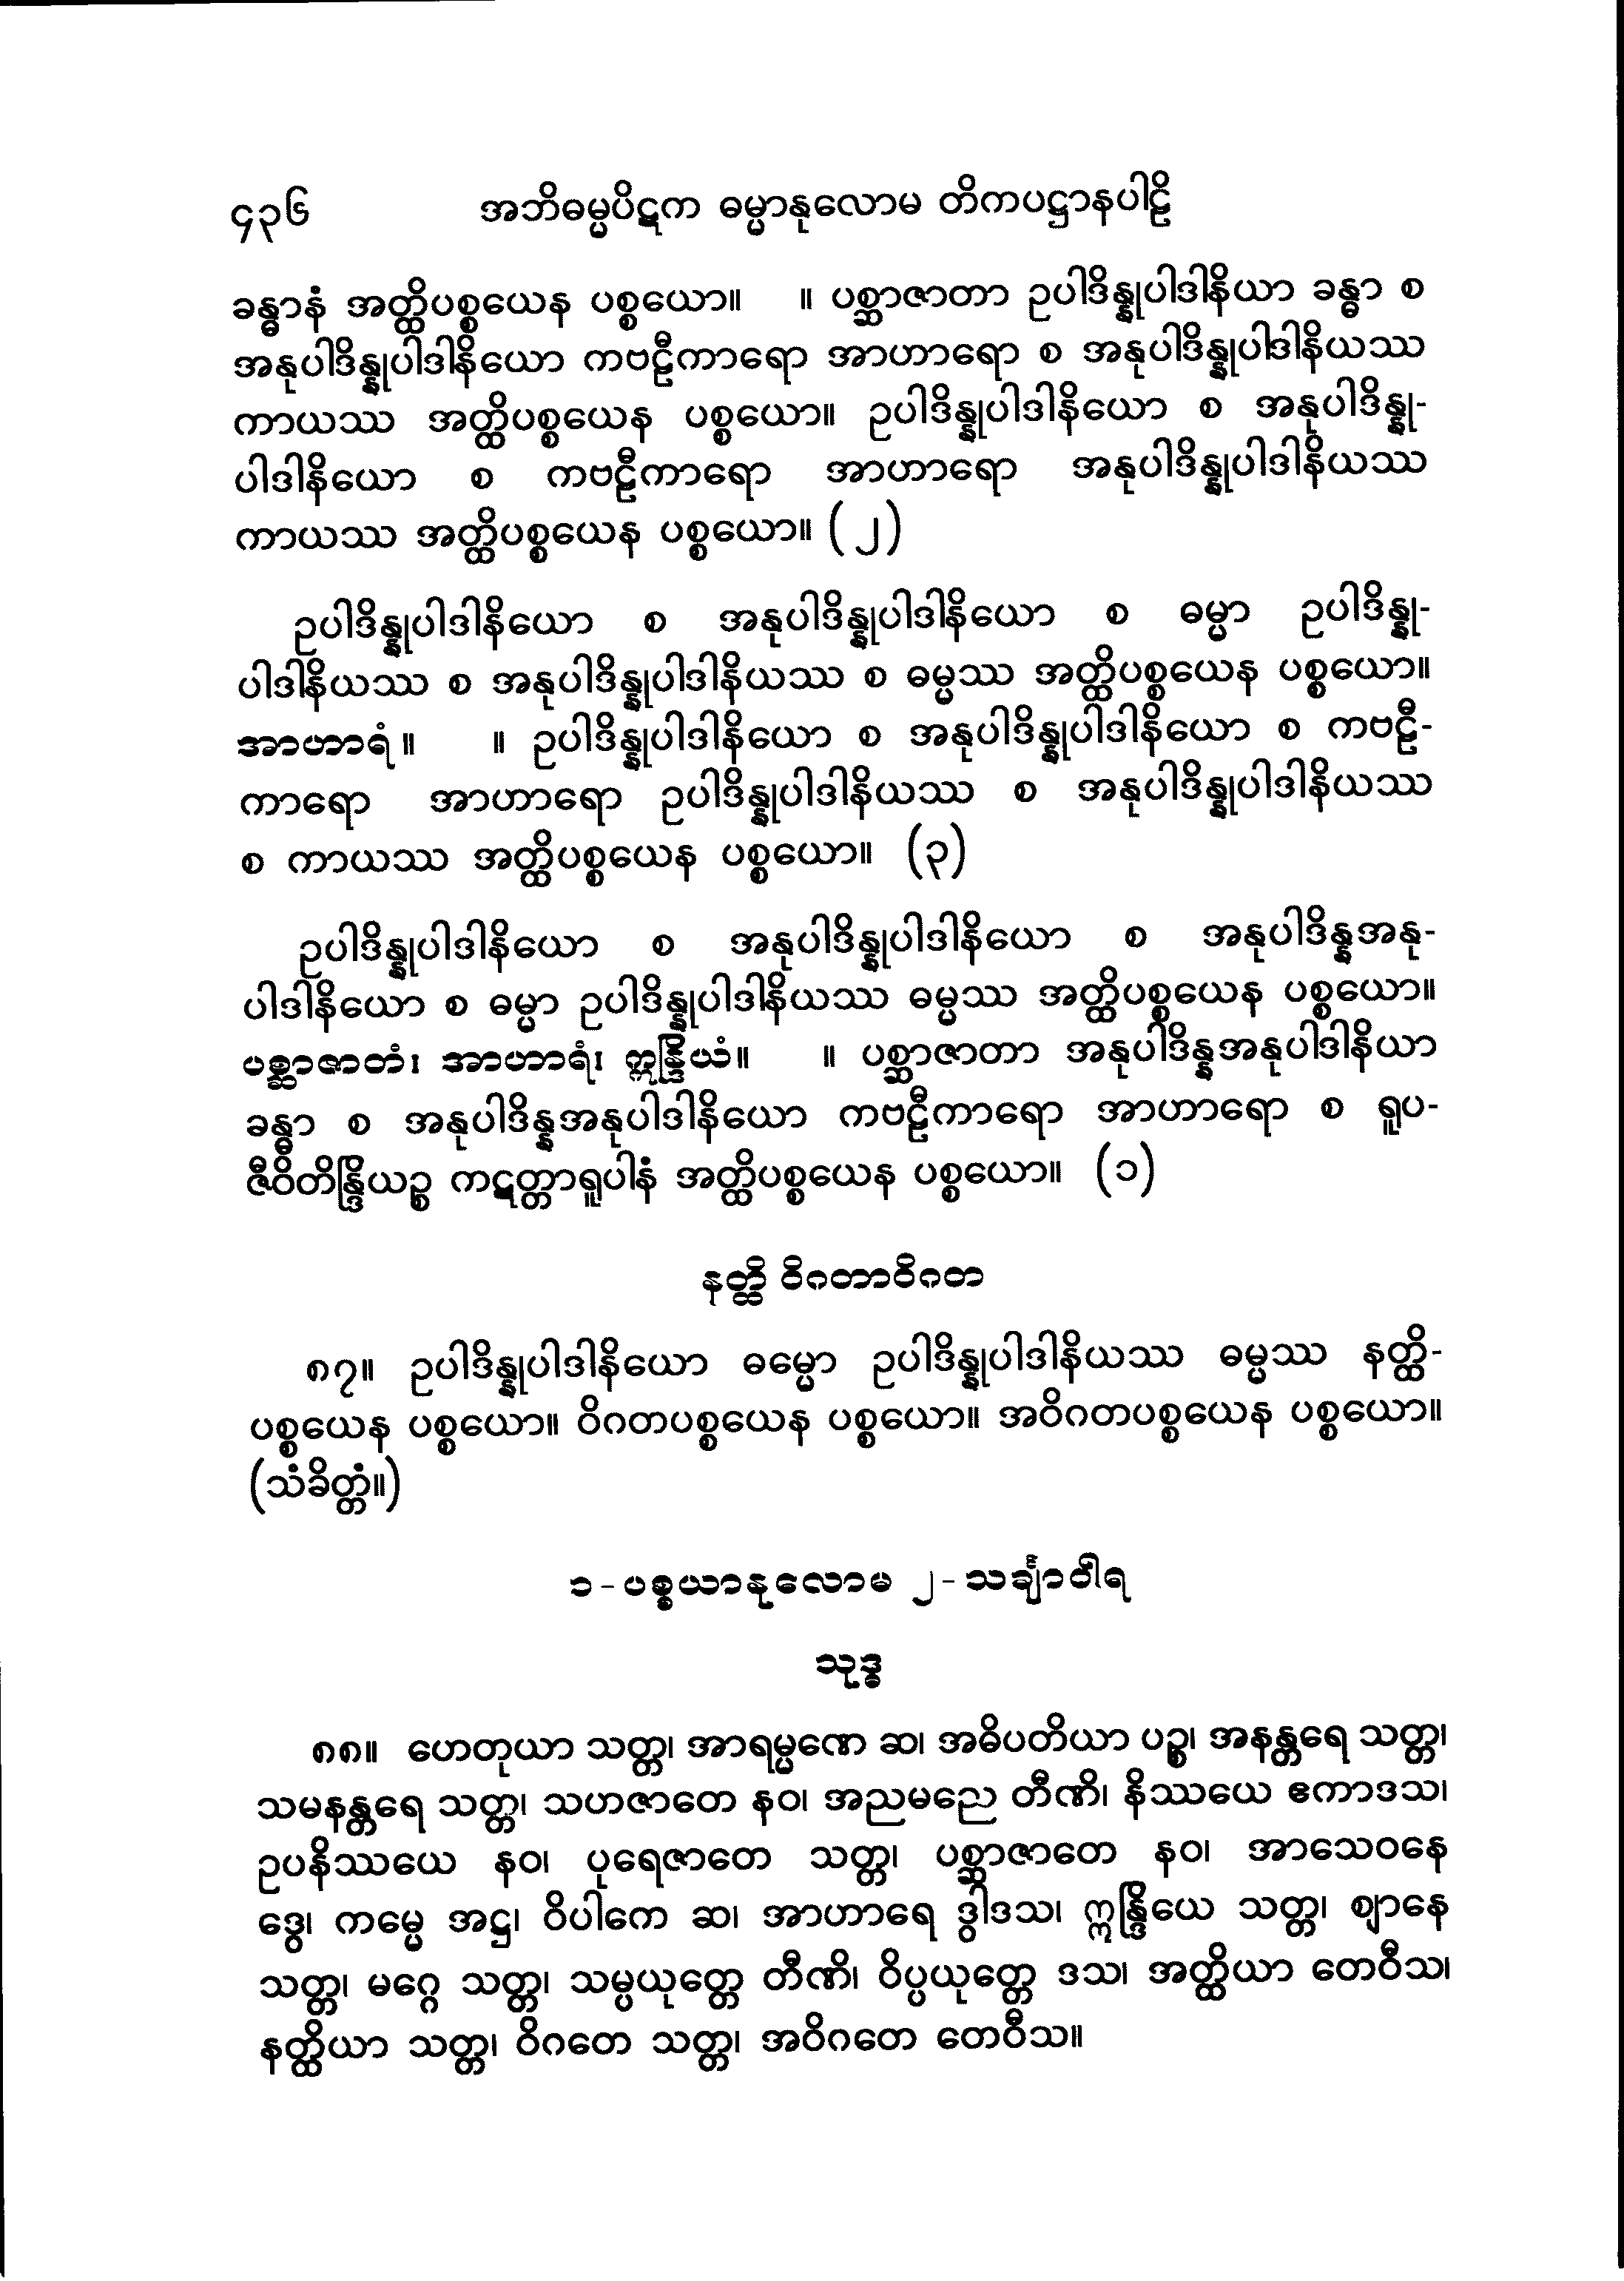 ၄၃၆ အဘိဓမ္မပိဋက ဓမ္မာနုလောမ တိကပဋ္ဌာနပါဠိ
ခန္ဓာနံ အတ္ထိပစ္စယေန ပစ္စယော။ ။ ပစ္ဆာဇာတာ ဥပါဒိန္နုပါဒါနိယာ ခန္ဓာ စ
အနုပါဒိန္နုပါဒါနိယော ကဗဠီကာရော အာဟာရော စ အနုပါဒိန္နုပါဒါနိယဿ
ကာယဿ အတ္ထိပစ္စယေန ပစ္စယော။ ဥပါဒိန္နုပါဒါနိယော စ အနုပါဒိန္နု-
ပါဒါနိယော စ ကဗဠီကာရော အာဟာရော အနုပါဒိန္နုပါဒါနိယဿ
ကာယဿ အတ္ထိပစ္စယေန ပစ္စယော။ (၂)
ဥပါဒိန္နုပါဒါနိယော စ အနုပါဒိန္နုပါဒါနိယော စ ဓမ္မာ ဥပါဒိန္နု-
ပါဒါနိယဿ စ အနုပါဒိန္နုပါဒါနိယဿ စ ဓမ္မဿ အတ္ထိပစ္စယေန ပစ္စယော။
အာဟာရံ။ ။ ဥပါဒိန္နုပါဒါနိယော စ အနုပါဒိန္နုပါဒါနိယော စ ကဗဠီ-
ကာရော အာဟာရော ဥပါဒိန္နုပါဒါနိယဿ စ အနုပါဒိန္နုပါဒါနိယဿ
စ ကာယဿ အတ္ထိပစ္စယေန ပစ္စယော။ (၃)
ဥပါဒိန္နုပါဒါနိယော စ အနုပါဒိန္နုပါဒါနိယော စ အနုပါဒိန္နအနု-
ပါဒါနိယော စ ဓမ္မာ ဥပါဒိန္နုပါဒါနိယဿ ဓမ္မဿ အတ္ထိပစ္စယေန ပစ္စယော။
ပစ္ဆာဇာတံ၊ အာဟာရံ၊ ဣန္ဒြိယံ။ ။ ပစ္ဆာဇာတာ အနုပါဒိန္နအနုပါဒါနိယာ
ခန္ဓာ စ အနုပါဒိန္နအနုပါဒါနိယော ကဗဠီကာရော အာဟာရော စ ရူပ-
ဇီဝိတိန္ဒြိယဉ္စ ကဋတ္တာရူပါနံ အတ္ထိပစ္စယေန ပစ္စယော။ (၁)
နတ္ထိ ဝိဂတာဝိဂတ
၈၇။ ဥပါဒိန္နုပါဒါနိယော ဓမ္မော ဥပါဒိန္နုပါဒါနိယဿ ဓမ္မဿ နတ္ထိ-
ပစ္စယေန ပစ္စယော။ ဝိဂတပစ္စယေန ပစ္စယော။ အဝိဂတပစ္စယေန ပစ္စယော။
(သံခိတ္တံ။)
၁-ပစ္စယာနုလောမ ၂-သင်္ချာဝါရ
သုဒ္ဓ
၈၈။ ဟေတုယာ သတ္တ၊ အာရမ္မဏေ ဆ၊ အဓိပတိယာ ပဉ္စ၊ အနန္တရေ သတ္တ၊
သမနန္တရေ သတ္တ၊ သဟဇာတေ နဝ၊ အညမညေ တီဏိ၊ နိဿယေ ဧကာဒသ၊
ဥပနိဿယေ နဝ၊ ပုရေဇာတေ သတ္တ၊ ပစ္ဆာဇာတေ နဝ၊ အာသေဝနေ
ဒွေ၊ ကမ္မေ အဋ္ဌ၊ ဝိပါကေ ဆ၊ အာဟာရေ ဒွါဒသ၊ ဣန္ဒြိယေ သတ္တ၊ ဈာနေ
သတ္တ၊ မဂ္ဂေ သတ္တ၊ သမ္ပယုတ္တေ တီဏိ၊ ဝိပ္ပယုတ္တေ ဒသ၊ အတ္ထိယာ တေဝီသ၊
နတ္ထိယာ သတ္တ၊ ဝိဂတေ သတ္တ၊ အဝိဂတေ တေဝီသ။